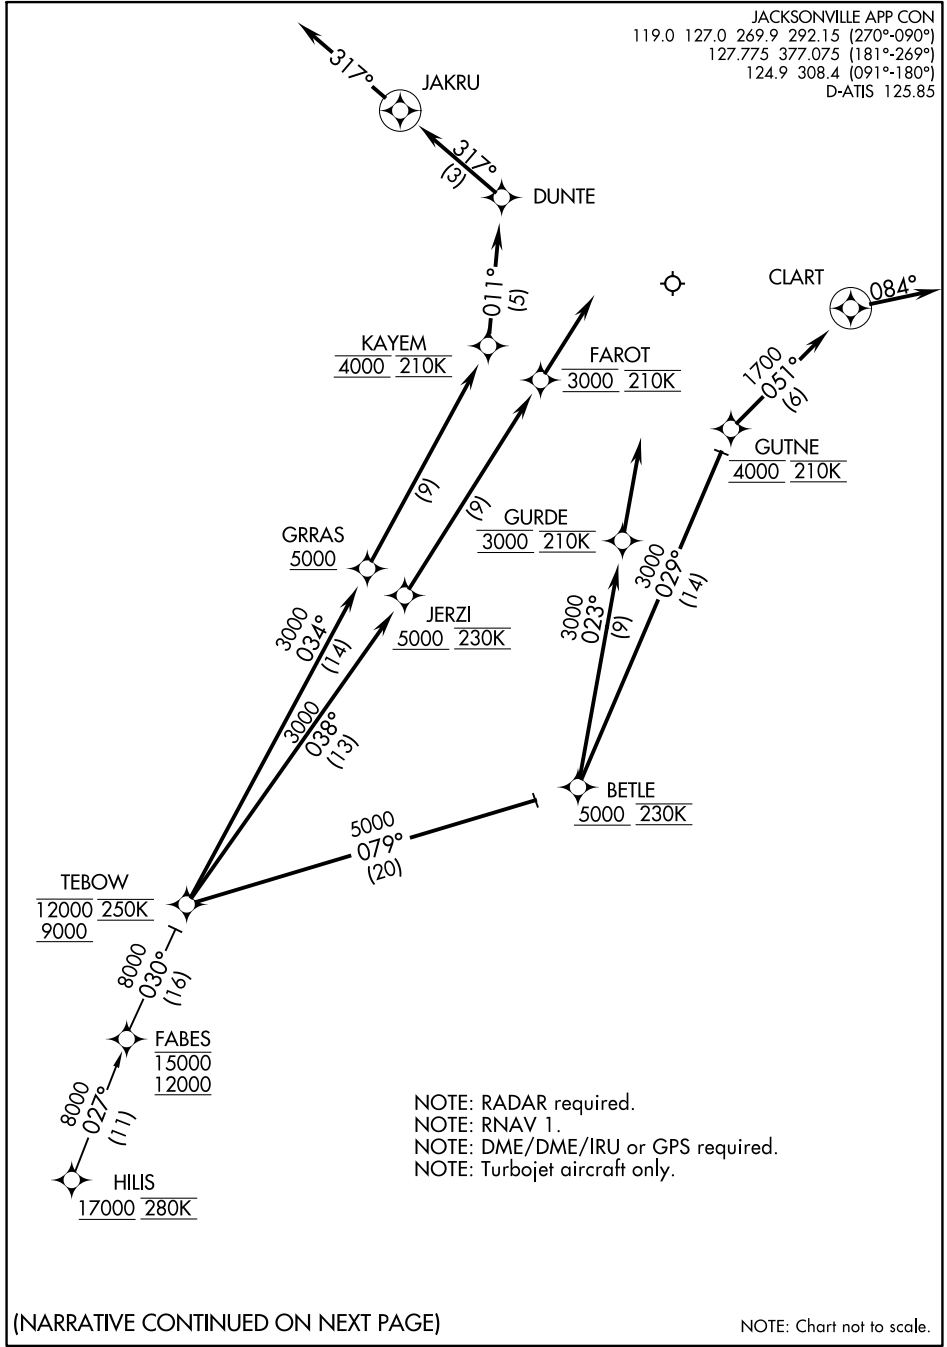 JACKSONVILLE APP CON
119.0 127.0 269.9 292.15 (270°-090°)
127.775 377.075 (181°-269°)
124.9 308.4 (091°-180°)
D-ATIS 125.85
317°
JAKRU
317°
(3)
DUNTE
CLART
084°
011°
(5)
KAYEM
4000 210K
FAROT
3000 210K
1700
051°
(6)
GUTNE
4000 210K
(9)
(9)
GURDE
3000 210K
GRRAS
5000
3000
029°
(14)
JERZI
5000 230K
3000
023°
(9)
3000
034°
(14)
3000
038°
(13)
BETLE
5000 230K
5000
079°
(20)
TEBOW
12000 250K
9000
8000
030°
(16)
FABES
15000
12000
8000
027°
(11)
HILIS
17000 280K
NOTE: RADAR required.
NOTE: RNAV 1.
NOTE: DME/DME/IRU or GPS required.
NOTE: Turbojet aircraft only.
(NARRATIVE CONTINUED ON NEXT PAGE)
NOTE: Chart not to scale.